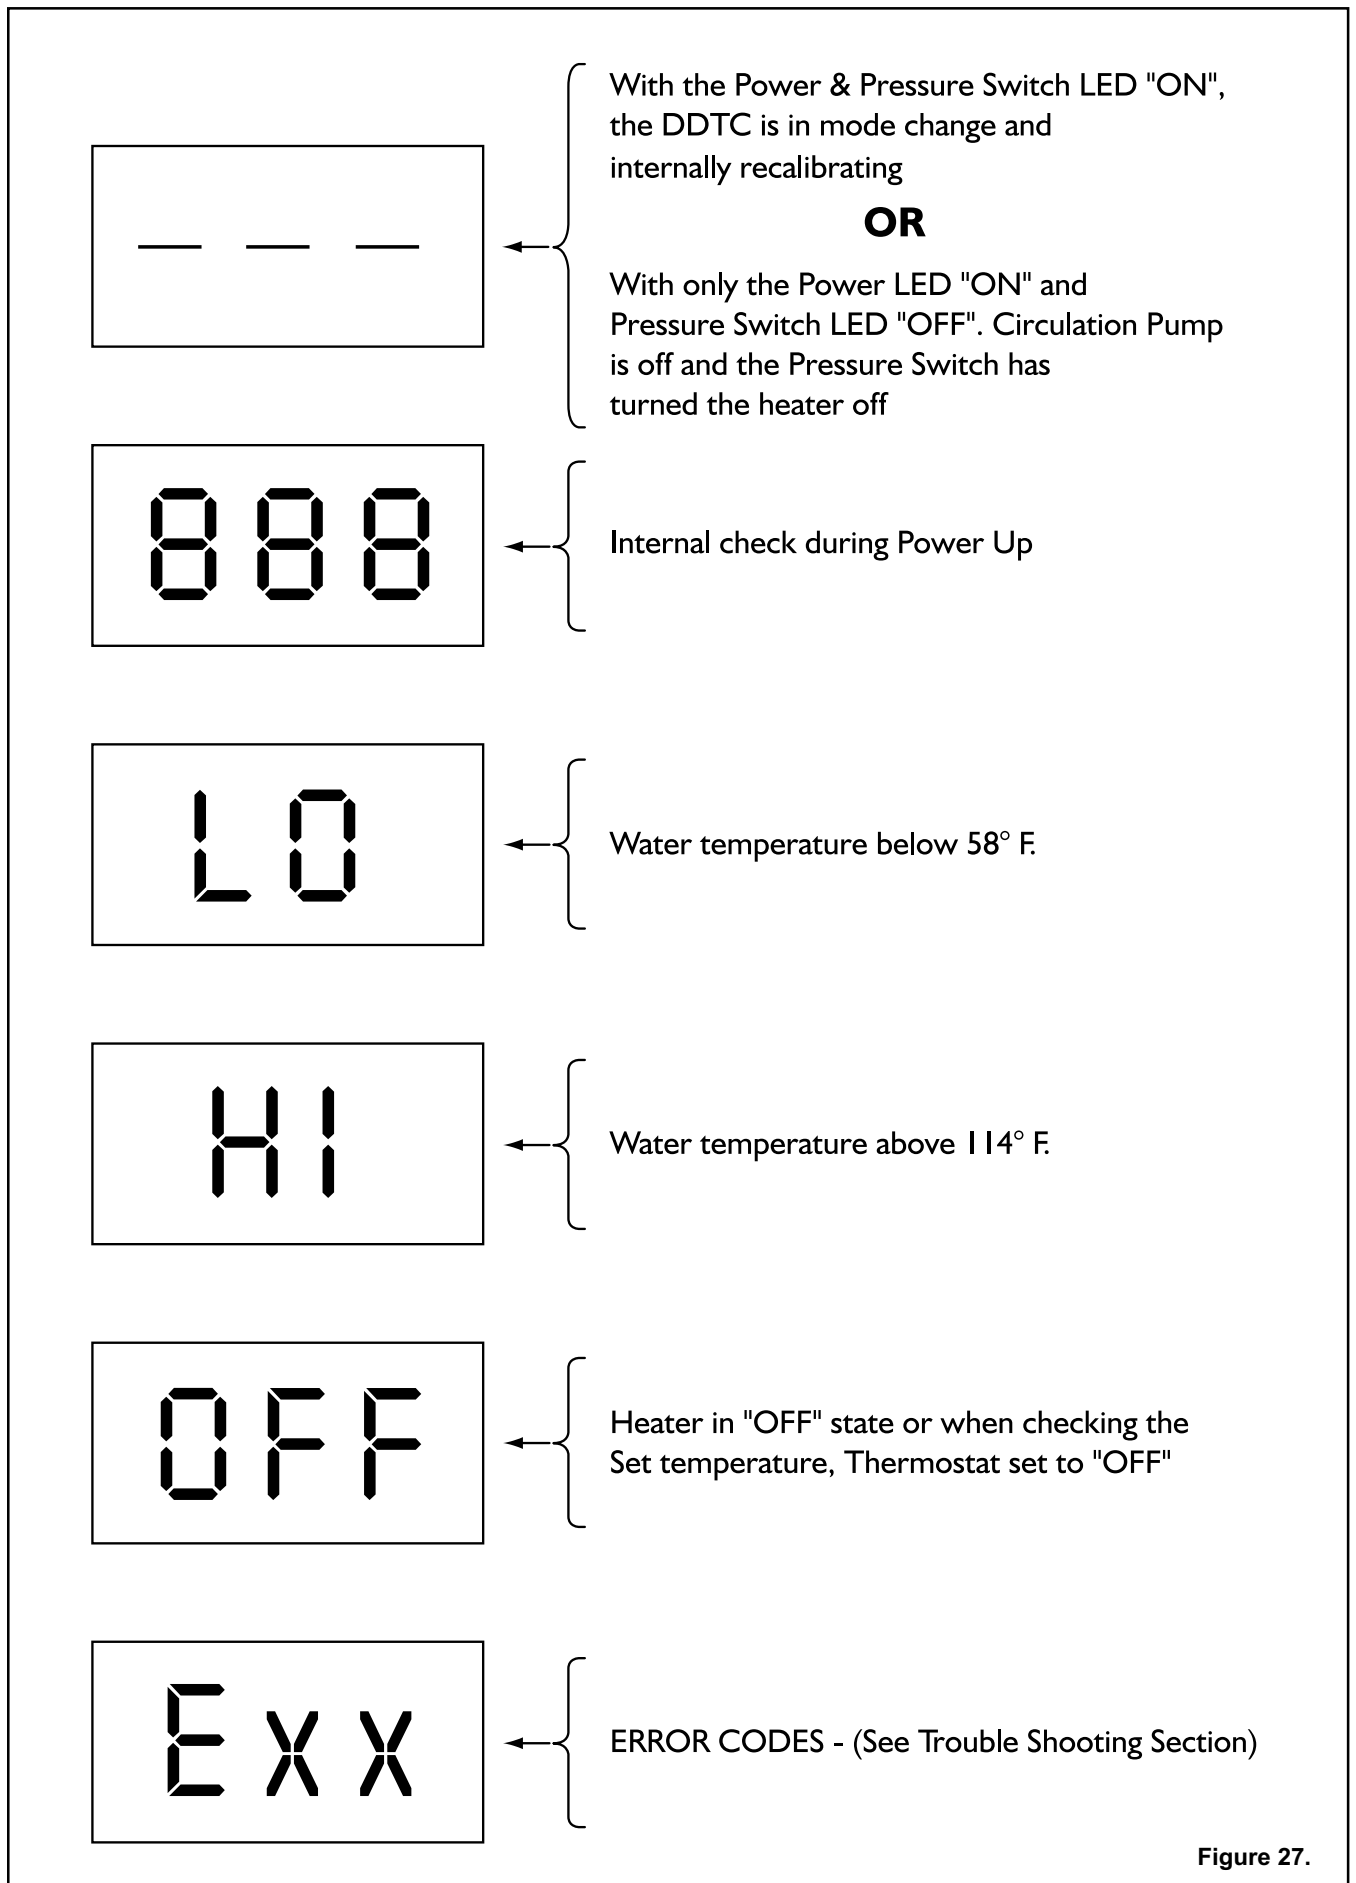 With the Power & Pressure Switch LED "ON",
the DDTC is in mode change and
internally recalibrating
OR
With only the Power LED "ON" and
Pressure Switch LED "OFF". Circulation Pump
is off and the Pressure Switch has
turned the heater off
— — —
888
Internal check during Power Up
LO
Water temperature below 58° F.
HI
Water temperature above 114° F.
OFF
Heater in "OFF" state or when checking the
Set temperature, Thermostat set to "OFF"
Exx
ERROR CODES - (See Trouble Shooting Section)
Figure 27.